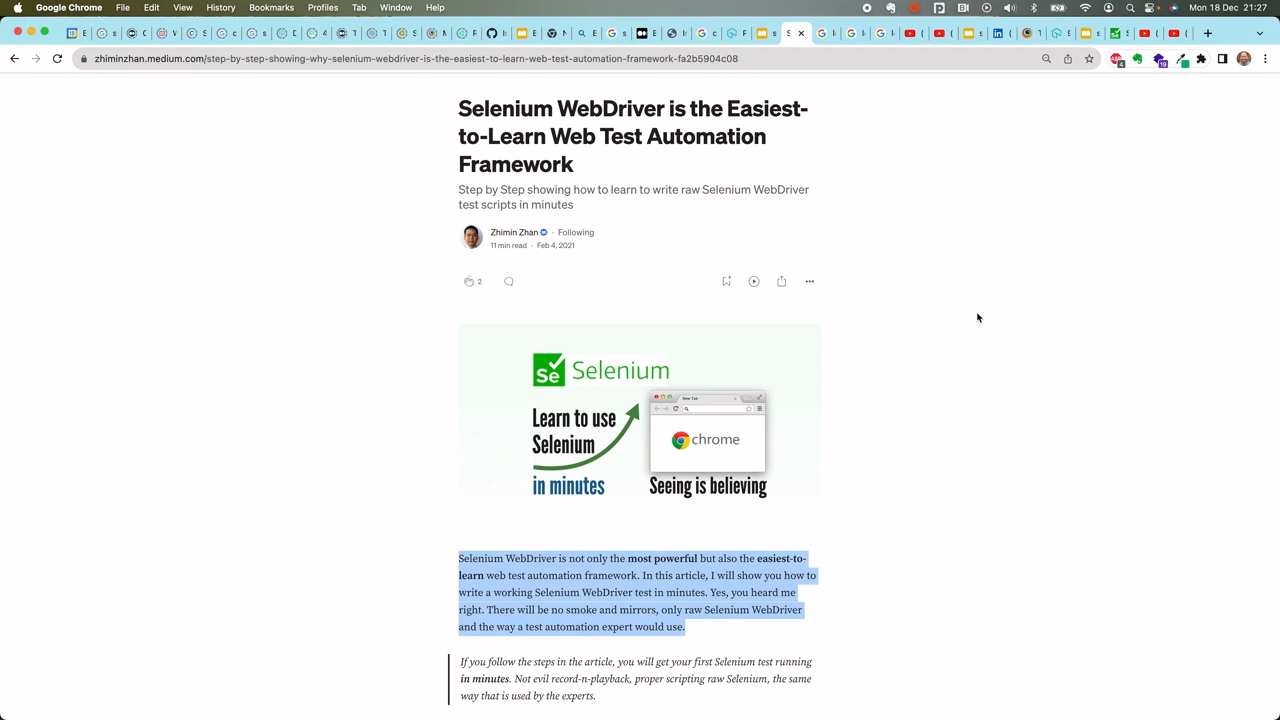 Google Chrome File Edit View History Bookmarks Profiles Tab Window Help Mon 18 Dec 21:27
zhiminzhan.medium.com/step-by-step-showing-why-selenium-webdriver-is-the-easiest-to-learn-web-test-automation-framework-fa2b5904c08
Selenium WebDriver is the Easiest-
to-Learn Web Test Automation
Framework
Step by Step showing how to learn to write raw Selenium WebDriver
test scripts in minutes
Zhimin Zhan · Following
11 min read · Feb 4, 2021
2
Se Selenium
New Tab
Learn to use
Selenium
chrome
in minutes
Seeing is believing
Selenium WebDriver is not only the most powerful but also the easiest-to-
learn web test automation framework. In this article, I will show you how to
write a working Selenium WebDriver test in minutes. Yes, you heard me
right. There will be no smoke and mirrors, only raw Selenium WebDriver
and the way a test automation expert would use.
If you follow the steps in the article, you will get your first Selenium test running
in minutes. Not evil record-n-playback, proper scripting raw Selenium, the same
way that is used by the experts.